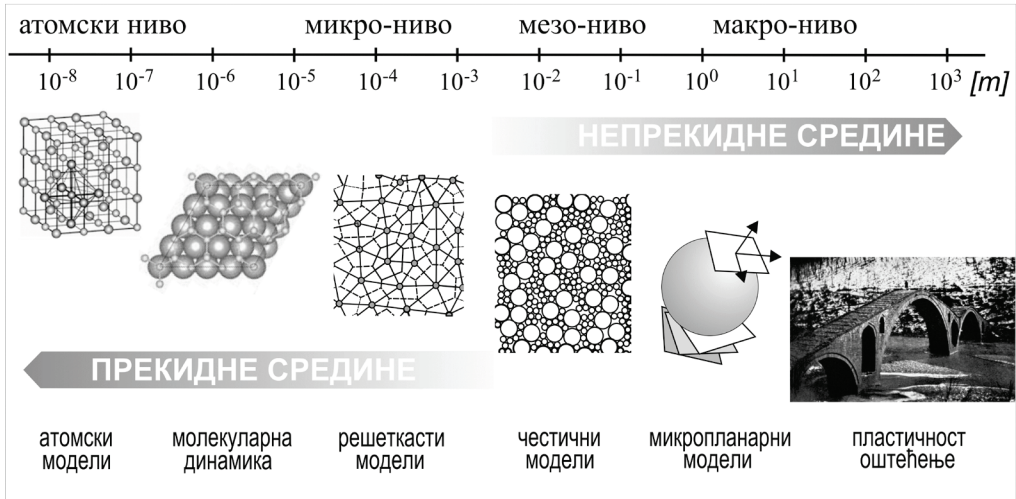 атомски ниво микро-ниво мезо-ниво макро-ниво
10⁻⁸ 10⁻⁷ 10⁻⁶ 10⁻⁵ 10⁻⁴ 10⁻³ 10⁻² 10⁻¹ 10⁰ 10¹ 10² 10³ [m]
НЕПРЕКИДНЕ СРЕДИНЕ
ПРЕКИДНЕ СРЕДИНЕ
атомски
модели
молекуларна
динамика
решеткасти
модели
честични
модели
микропланарни
модели
пластичност
оштећење